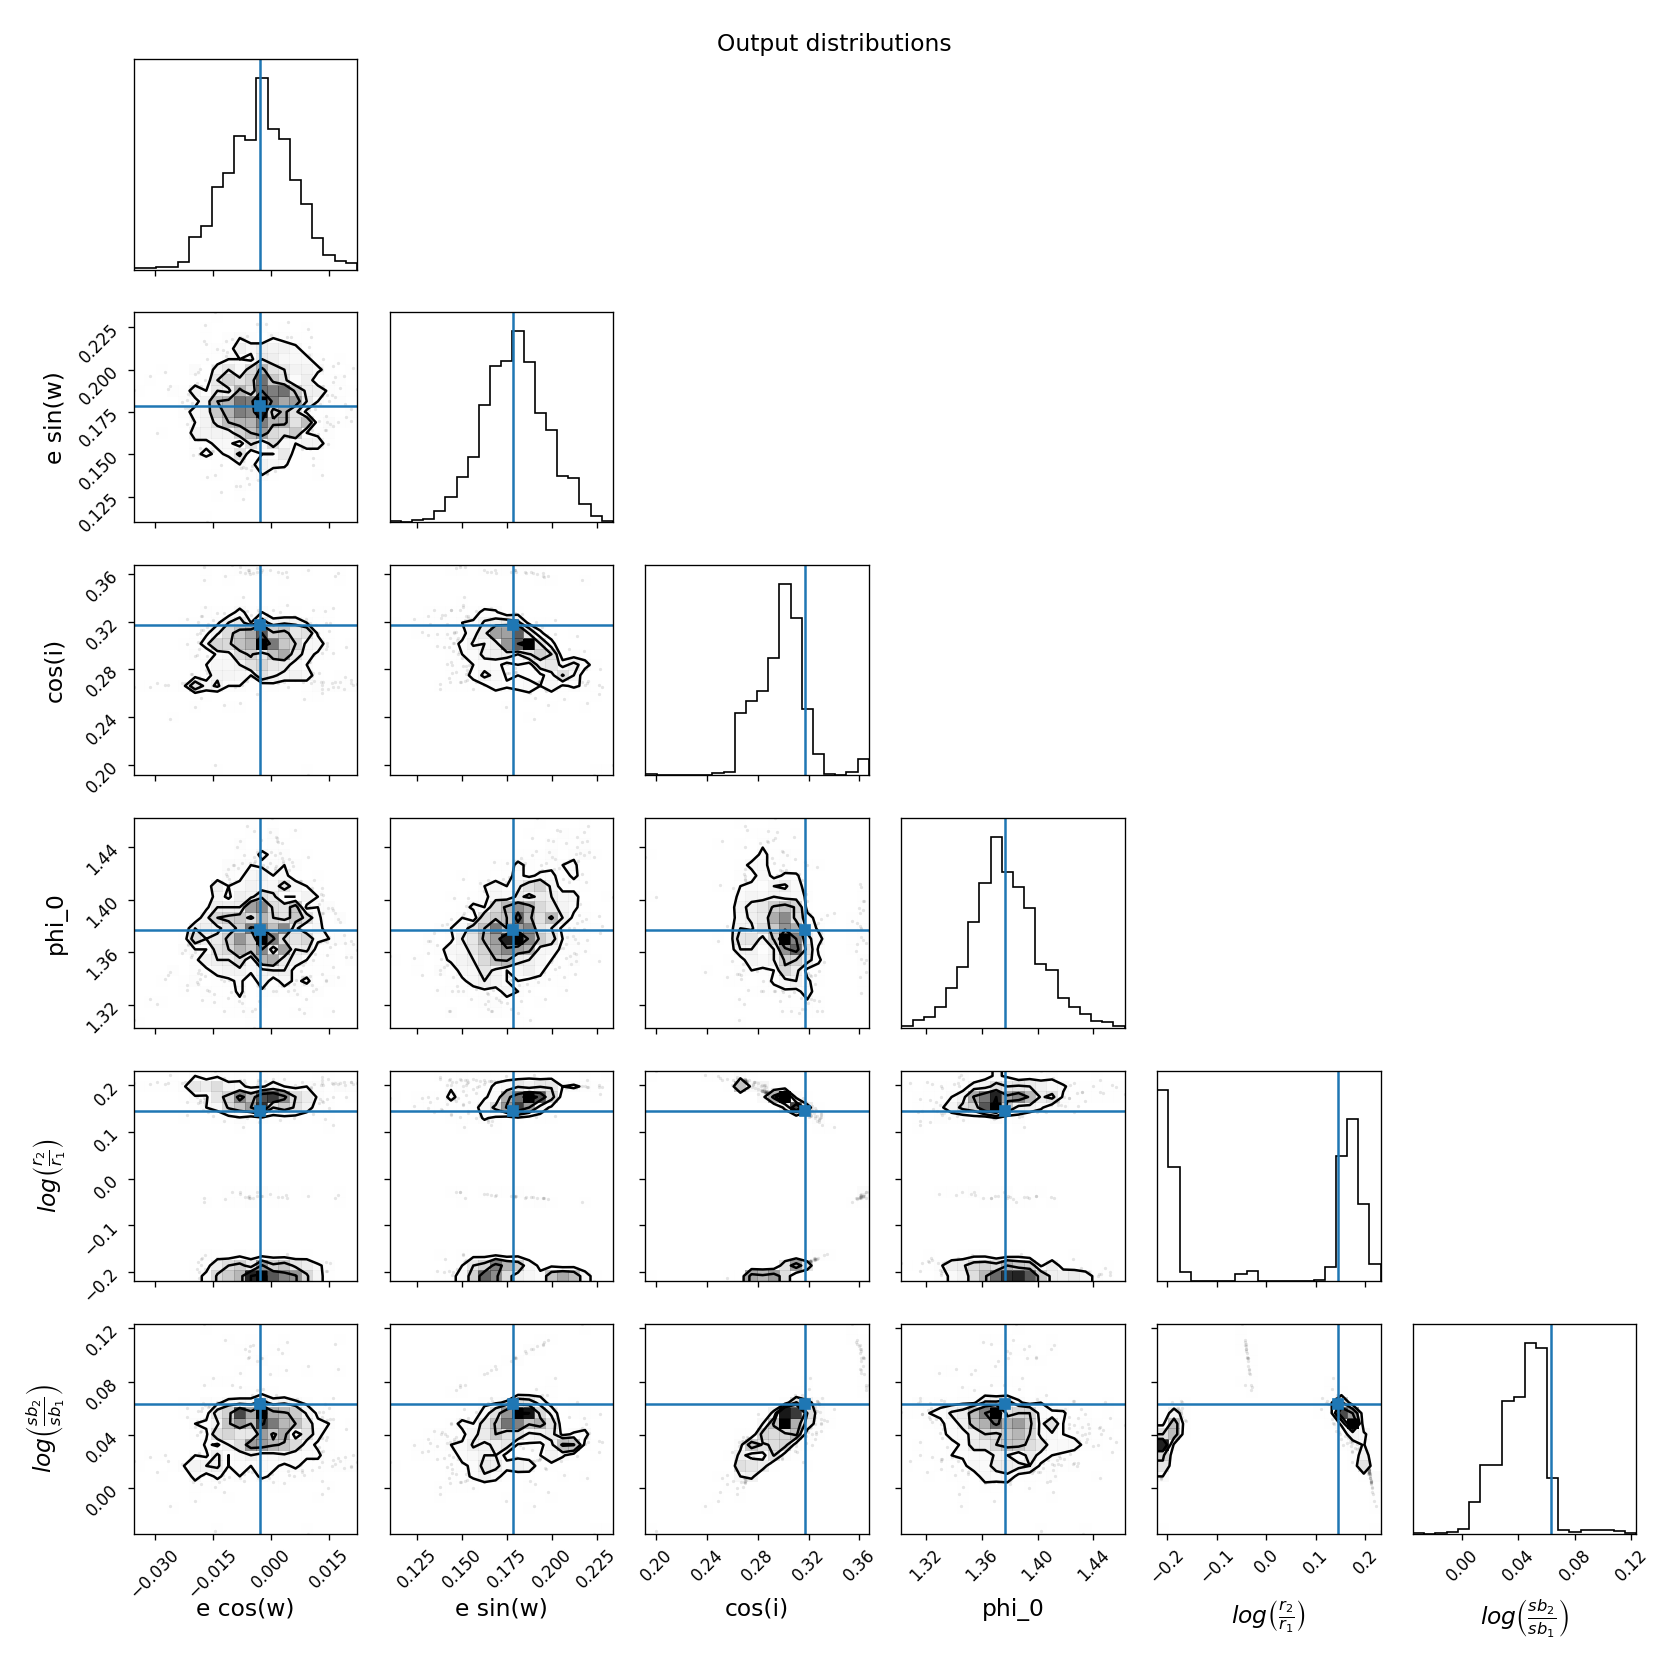 Output distributions
e sin(w)
0.225
0.200
0.175
0.150
0.125
cos(i)
0.36
0.32
0.28
0.24
0.20
phi_0
1.44
1.40
1.36
1.32
log(r₂/r₁)
0.2
0.1
0.0
−0.1
−0.2
log(sb₂/sb₁)
0.12
0.08
0.04
0.00
−0.030 −0.015 0.000 0.015
0.125 0.150 0.175 0.200 0.225
0.20 0.24 0.28 0.32 0.36
1.32 1.36 1.40 1.44
−0.2 −0.1 0.0 0.1 0.2
0.00 0.04 0.08 0.12
e cos(w) e sin(w) cos(i) phi_0 log(r₂/r₁) log(sb₂/sb₁)